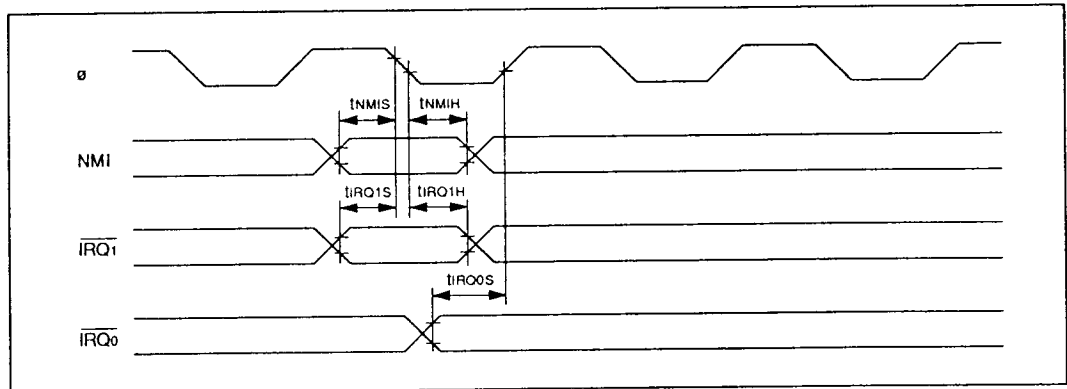 ø
tNMIS tNMIH
NMI
tIRQ1S tIRQ1H
IRQ1
tIRQ0S
IRQ0